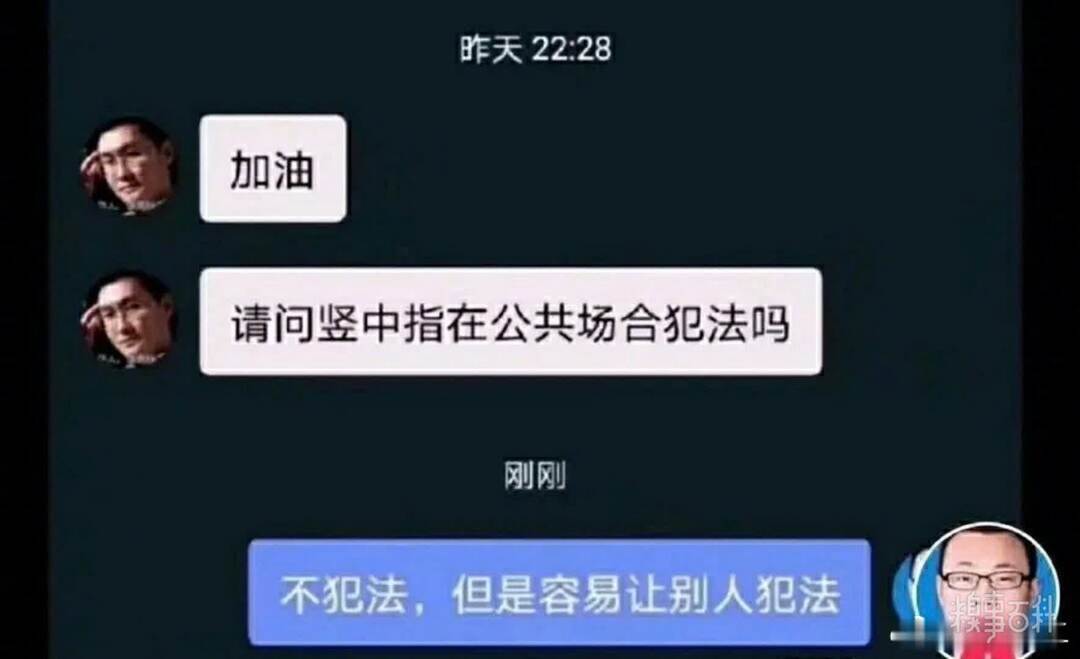 昨天 22:28
加油
请问竖中指在公共场合犯法吗
刚刚
不犯法，但是容易让别人犯法
糗事百科